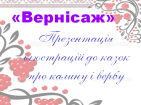 «Вернісаж»
Презентація
ілюстрацій до казок
про калину і вербу